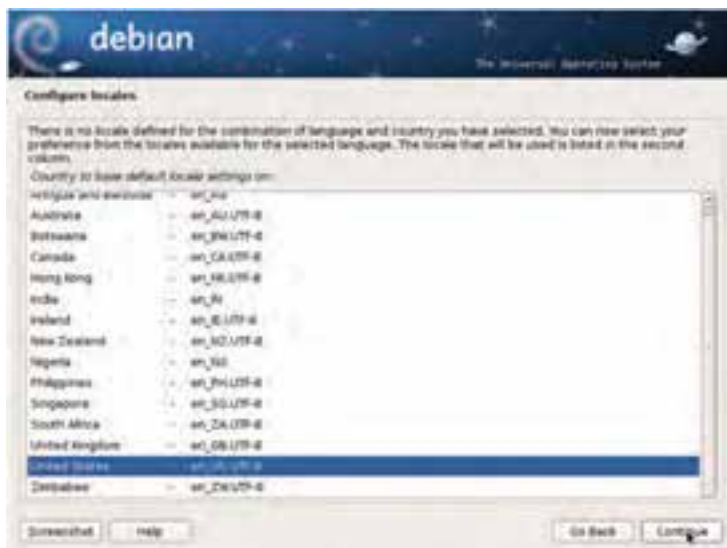 debian
The Universal Operating System
Configure locales
There is no locale defined for the combination of language and country you have selected. You can now select your
preference from the locales available for the selected language. The locale that will be used is listed in the second
column.
Country to base default locale settings on:
Antigua and Barbuda - en_AG
Australia - en_AU.UTF-8
Botswana - en_BW.UTF-8
Canada - en_CA.UTF-8
Hong Kong - en_HK.UTF-8
India - en_IN
Ireland - en_IE.UTF-8
New Zealand - en_NZ.UTF-8
Nigeria - en_NG
Philippines - en_PH.UTF-8
Singapore - en_SG.UTF-8
South Africa - en_ZA.UTF-8
United Kingdom - en_GB.UTF-8
United States - en_US.UTF-8
Zimbabwe - en_ZW.UTF-8
Screenshot Help Go Back Continue